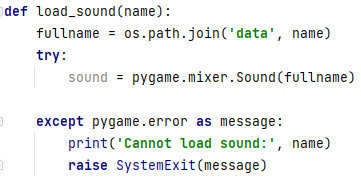 def load_sound(name):
    fullname = os.path.join('data', name)
    try:
        sound = pygame.mixer.Sound(fullname)
    except pygame.error as message:
        print('Cannot load sound:', name)
        raise SystemExit(message)